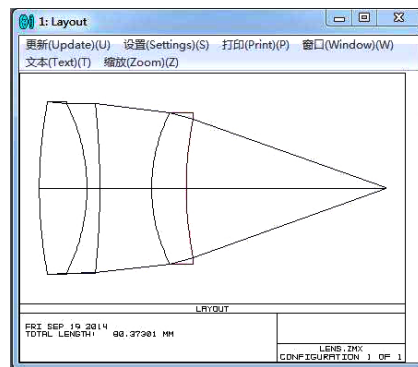 1: Layout
更新(Update)(U) 设置(Settings)(S) 打印(Print)(P) 窗口(Window)(W)
文本(Text)(T) 缩放(Zoom)(Z)
LAYOUT
FRI SEP 19 2014
TOTAL LENGTH: 80.37301 MM
LENS.ZMX
CONFIGURATION 1 OF 1